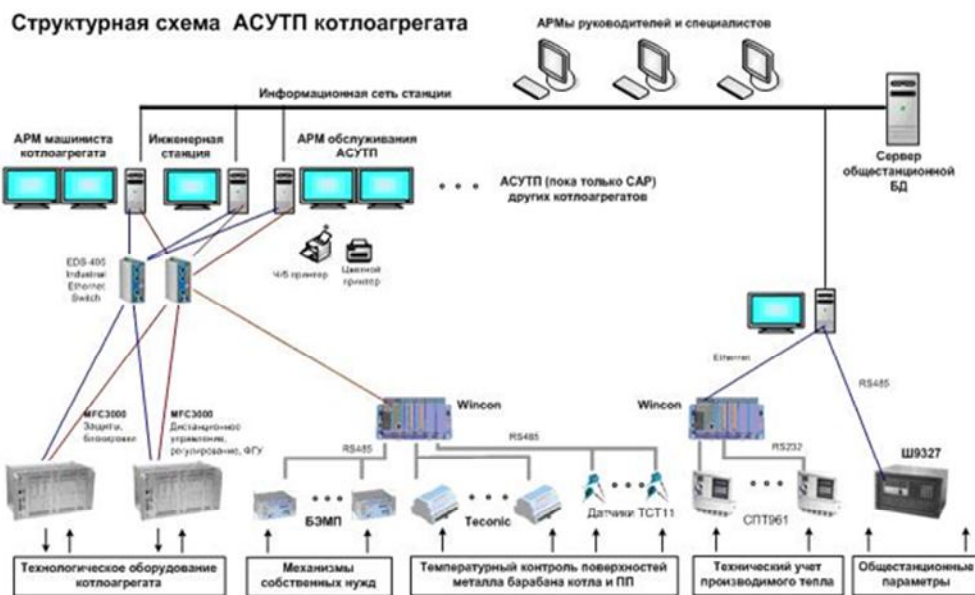 Структурная схема АСУТП котлоагрегата
АРМы руководителей и специалистов
Информационная сеть станции
АРМ машиниста
котлоагрегата
Инженерная
станция
АРМ обслуживания
АСУТП
Сервер
общестанционной
БД
АСУТП (пока только САР)
других котлоагрегатов
EDS-405
Industrial
Ethernet
Switch
Ч/Б принтер
Цветной
принтер
Ethernet
RS485
MFC3000
Защиты,
блокировки
MFC3000
Дистанционное
управление,
регулирование, ФГУ
Wincon
Wincon
RS485
RS485
RS232
Ш9327
БЭМП
Teconic
Датчики ТСТ11
СПТ961
Технологическое оборудование
котлоагрегата
Механизмы
собственных нужд
Температурный контроль поверхностей
металла барабана котла и ПП
Технический учет
производимого тепла
Общестанционные
параметры